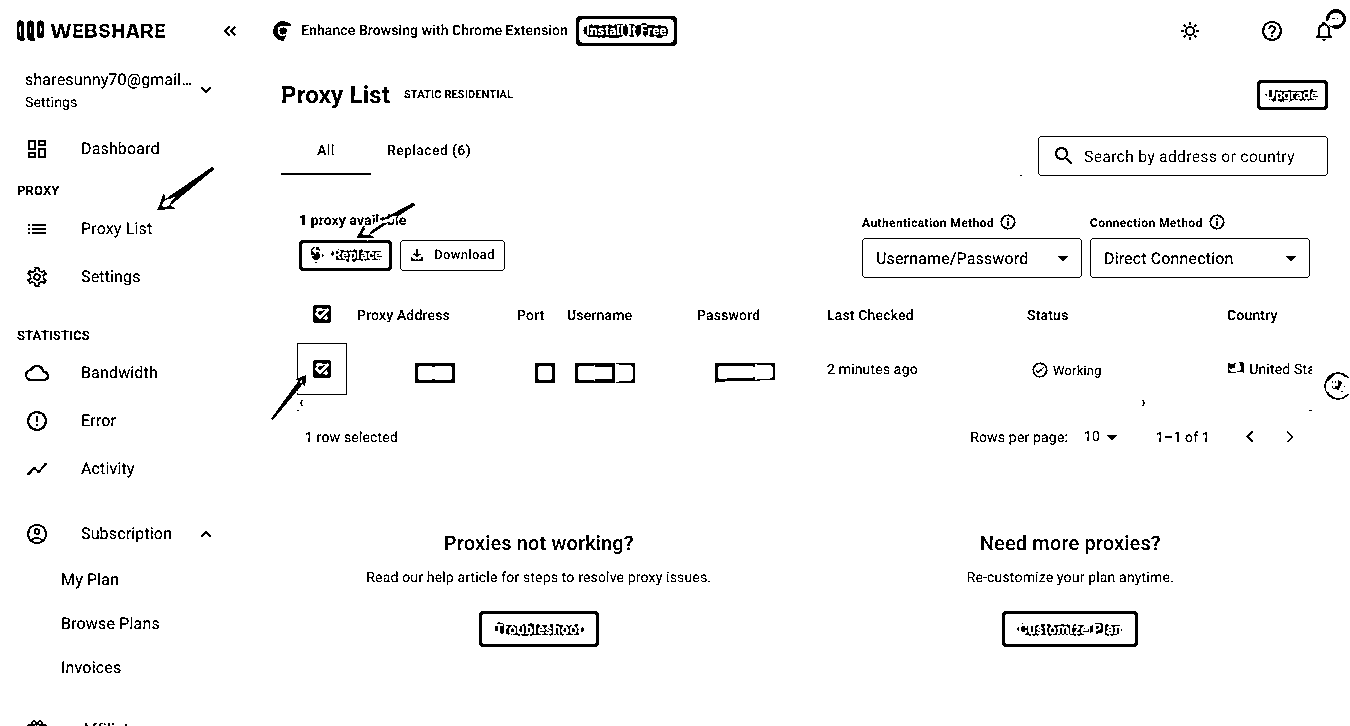 WEBSHARE
Enhance Browsing with Chrome Extension
Install It Free
sharesunny70@gmail...
Settings
Proxy List STATIC RESIDENTIAL
Upgrade
Dashboard
All Replaced (6)
Search by address or country
PROXY
Proxy List
Settings
1 proxy available
Replace
Download
Authentication Method
Username/Password
Connection Method
Direct Connection
Proxy Address Port Username Password Last Checked Status Country
2 minutes ago Working United Sta
1 row selected
Rows per page: 10 1–1 of 1
STATISTICS
Bandwidth
Error
Activity
Subscription
My Plan
Browse Plans
Invoices
Proxies not working?
Read our help article for steps to resolve proxy issues.
Troubleshoot
Need more proxies?
Re-customize your plan anytime.
Customize Plan